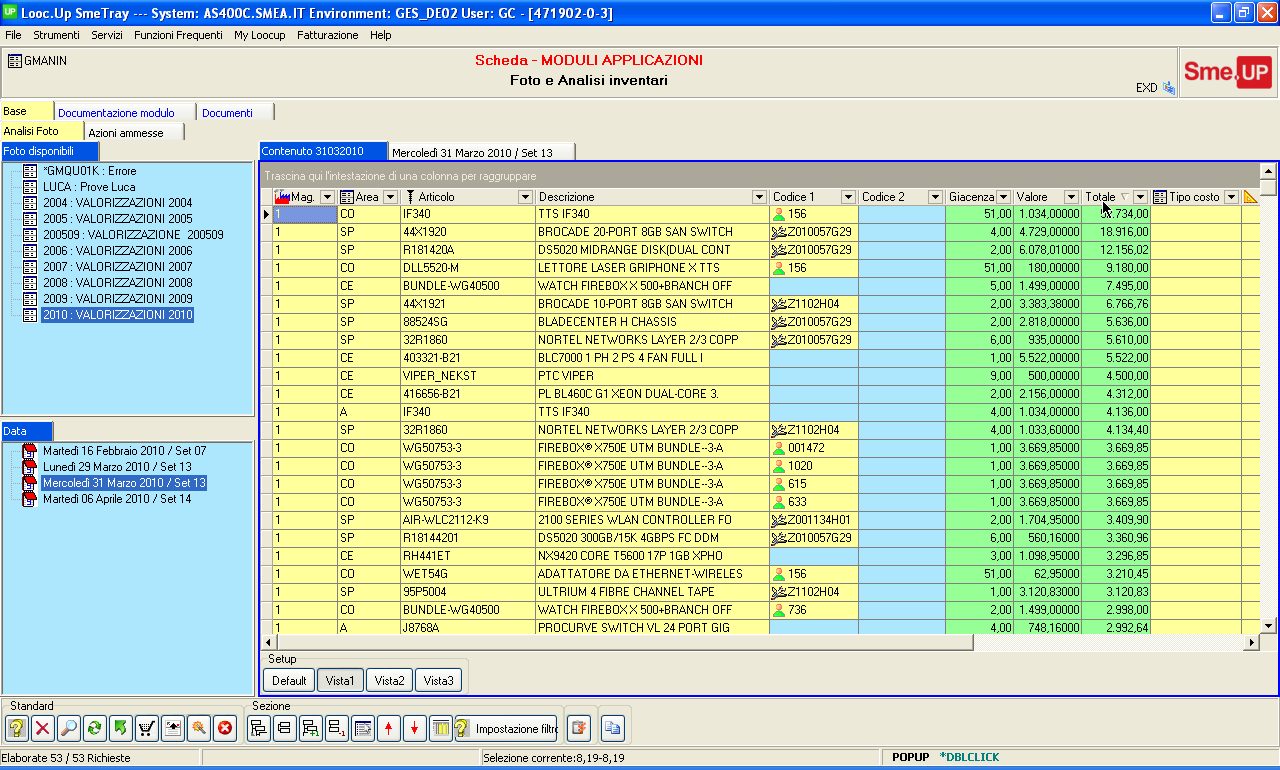 UP Looc.Up SmeTray --- System: AS400C.SMEA.IT Environment: GES_DE02 User: GC - [471902-0-3]
File Strumenti Servizi Funzioni Frequenti My Loocup Fatturazione Help
GMANIN
Scheda - MODULI APPLICAZIONI
Foto e Analisi inventari
EXD
Sme.UP
Base Documentazione modulo Documenti
Analisi Foto Azioni ammesse
Foto disponibili
*GMQU01K : Errore
LUCA : Prove Luca
2004 : VALORIZZAZIONI 2004
2005 : VALORIZZAZIONI 2005
200509 : VALORIZZAZIONE 200509
2006 : VALORIZZAZIONI 2006
2007 : VALORIZZAZIONI 2007
2008 : VALORIZZAZIONI 2008
2009 : VALORIZZAZIONI 2009
2010 : VALORIZZAZIONI 2010
Data
Martedì 16 Febbraio 2010 / Set 07
Lunedì 29 Marzo 2010 / Set 13
Mercoledì 31 Marzo 2010 / Set 13
Martedì 06 Aprile 2010 / Set 14
Contenuto 31032010 Mercoledì 31 Marzo 2010 / Set 13
Trascina qui l'intestazione di una colonna per raggruppare
Mag. Area Articolo Descrizione Codice 1 Codice 2 Giacenza Valore Totale Tipo costo
1 CO IF340 TTS IF340 156 51,00 1.034,00000 .734,00
1 SP 44X1920 BROCADE 20-PORT 8GB SAN SWITCH Z010057G29 4,00 4.729,00000 18.916,00
1 SP R181420A DS5020 MIDRANGE DISK(DUAL CONT Z010057G29 2,00 6.078,01000 12.156,02
1 CO DLL5520-M LETTORE LASER GRIPHONE X TTS 156 51,00 180,00000 9.180,00
1 CE BUNDLE-WG40500 WATCH FIREBOX X 500+BRANCH OFF 5,00 1.499,00000 7.495,00
1 SP 44X1921 BROCADE 10-PORT 8GB SAN SWITCH Z1102H04 2,00 3.383,38000 6.766,76
1 SP 88524SG BLADECENTER H CHASSIS Z010057G29 2,00 2.818,00000 5.636,00
1 SP 32R1860 NORTEL NETWORKS LAYER 2/3 COPP Z010057G29 6,00 935,00000 5.610,00
1 CE 403321-B21 BLC7000 1 PH 2 PS 4 FAN FULL I 1,00 5.522,00000 5.522,00
1 CE VIPER_NEKST PTC VIPER 9,00 500,00000 4.500,00
1 CE 416656-B21 PL BL460C G1 XEON DUAL-CORE 3. 2,00 2.156,00000 4.312,00
1 A IF340 TTS IF340 4,00 1.034,00000 4.136,00
1 SP 32R1860 NORTEL NETWORKS LAYER 2/3 COPP Z1102H04 4,00 1.033,60000 4.134,40
1 CO WG50753-3 FIREBOX® X750E UTM BUNDLE--3-A 001472 1,00 3.669,85000 3.669,85
1 CO WG50753-3 FIREBOX® X750E UTM BUNDLE--3-A 1020 1,00 3.669,85000 3.669,85
1 CO WG50753-3 FIREBOX® X750E UTM BUNDLE--3-A 615 1,00 3.669,85000 3.669,85
1 CO WG50753-3 FIREBOX® X750E UTM BUNDLE--3-A 633 1,00 3.669,85000 3.669,85
1 SP AIR-WLC2112-K9 2100 SERIES WLAN CONTROLLER FO Z001134H01 2,00 1.704,95000 3.409,90
1 SP R18144201 DS5020 300GB/15K 4GBPS FC DDM Z010057G29 6,00 560,16000 3.360,96
1 CE RH441ET NX9420 CORE T5600 17P 1GB XPHO 3,00 1.098,95000 3.296,85
1 CO WET54G ADATTATORE DA ETHERNET-WIRELES 156 51,00 62,95000 3.210,45
1 SP 95P5004 ULTRIUM 4 FIBRE CHANNEL TAPE Z1102H04 1,00 3.120,83000 3.120,83
1 CO BUNDLE-WG40500 WATCH FIREBOX X 500+BRANCH OFF 736 2,00 1.499,00000 2.998,00
1 A J8768A PROCURVE SWITCH VL 24 PORT GIG 4,00 748,16000 2.992,64
Setup
Default Vista1 Vista2 Vista3
Standard Sezione
Impostazione filtro
Elaborate 53 / 53 Richieste Selezione corrente:8,19-8,19 POPUP *DBLCLICK